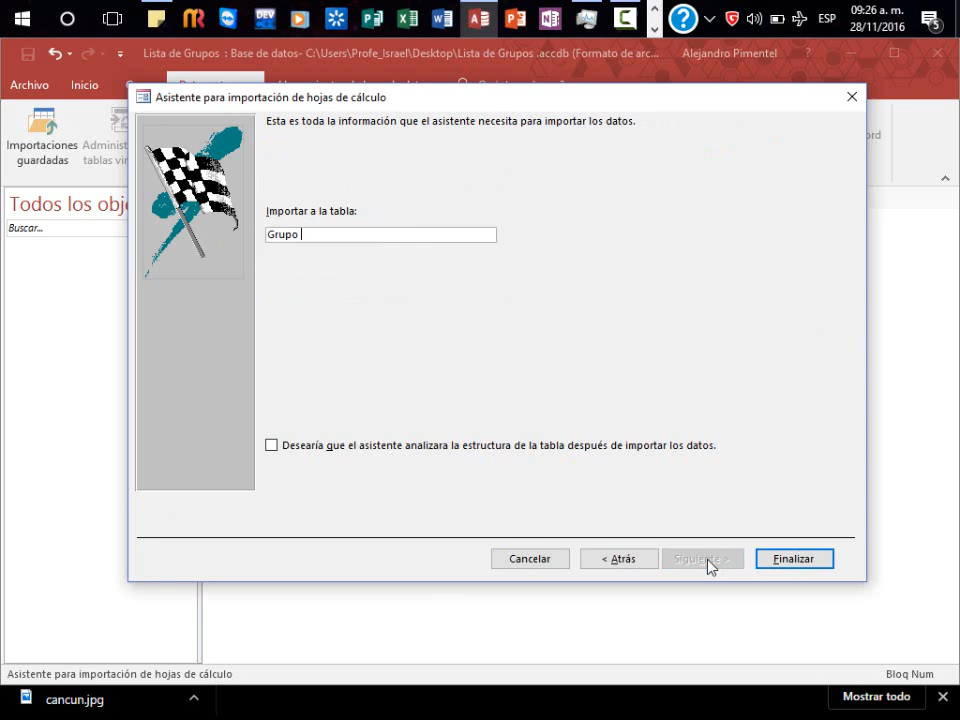 DEV
ESP
09:26 a. m.
28/11/2016
5
Lista de Grupos : Base de datos- C:\Users\Profe_Israel\Desktop\Lista de Grupos .accdb (Formato de arc...
Alejandro Pimentel
Archivo
Inicio
Asistente para importación de hojas de cálculo
Esta es toda la información que el asistente necesita para importar los datos.
Importaciones
guardadas
Importar a la tabla:
Grupo
Todos los obj
Buscar...
Desearía que el asistente analizara la estructura de la tabla después de importar los datos.
Cancelar
< Atrás
Siguiente >
Finalizar
Asistente para importación de hojas de cálculo
Bloq Num
cancun.jpg
Mostrar todo